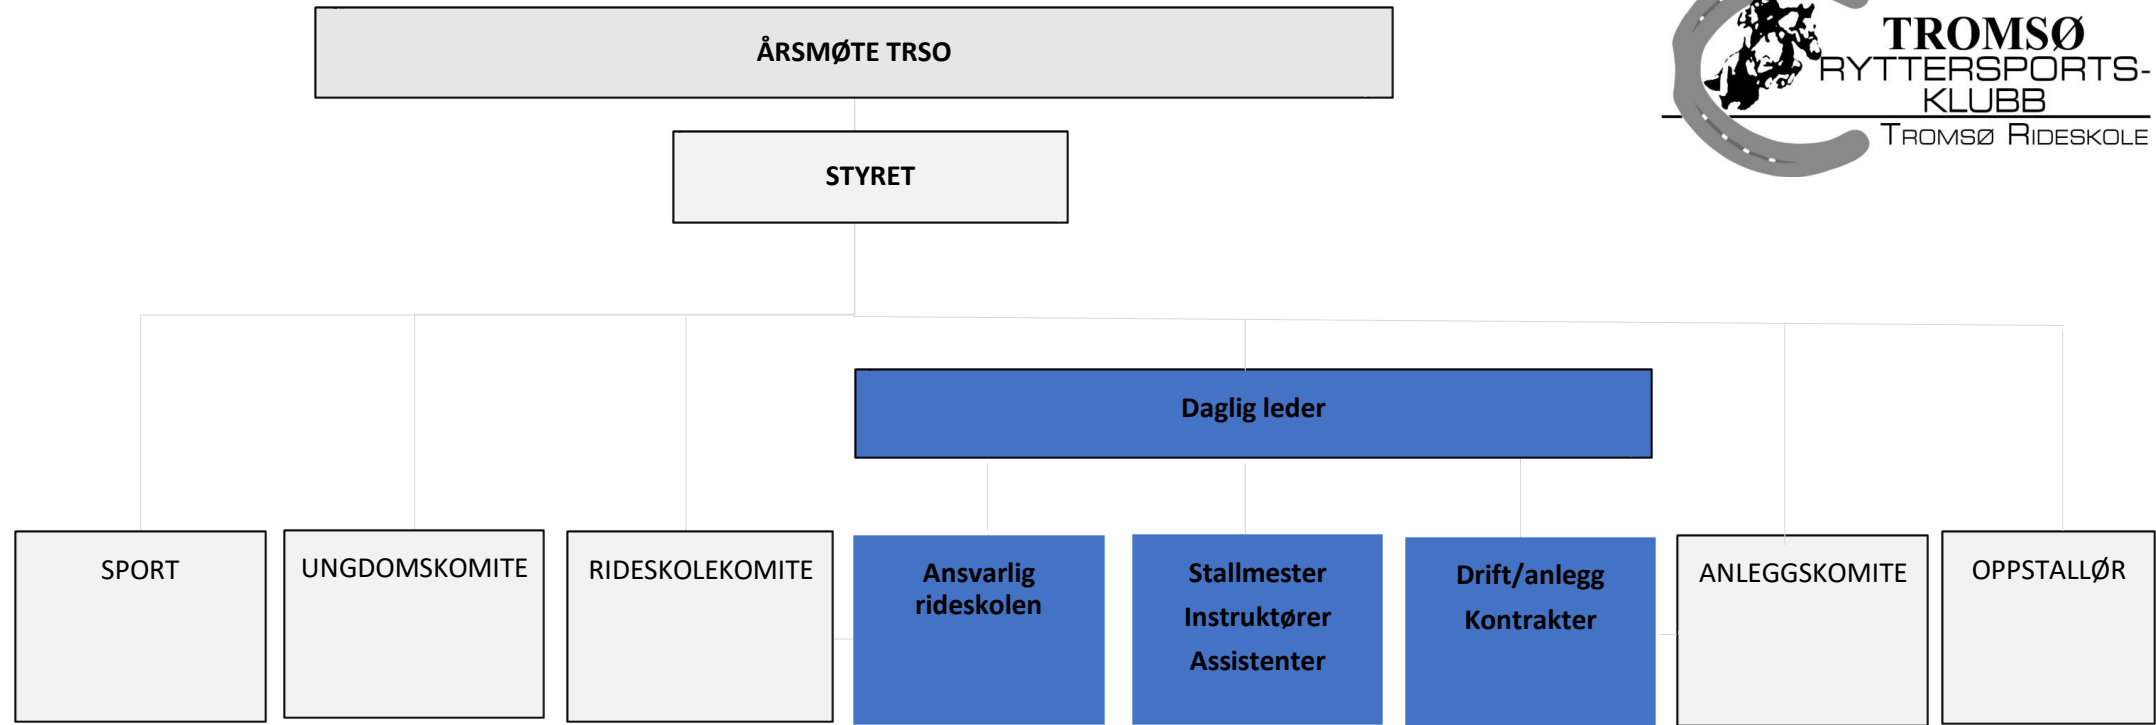 ÅRSMØTE TRSO
TROMSØ
RYTTERSPORTS-
KLUBB
TROMSØ RIDESKOLE
STYRET
Daglig leder
SPORT
UNGDOMSKOMITE
RIDESKOLEKOMITE
Ansvarlig
rideskolen
Stallmester
Instruktører
Assistenter
Drift/anlegg
Kontrakter
ANLEGGSKOMITE
OPPSTALLØR